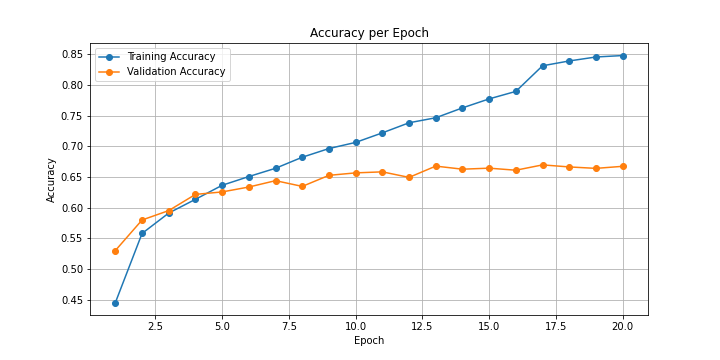 Accuracy per Epoch
Training Accuracy
Validation Accuracy
Accuracy
0.85
0.80
0.75
0.70
0.65
0.60
0.55
0.50
0.45
2.5 5.0 7.5 10.0 12.5 15.0 17.5 20.0
Epoch